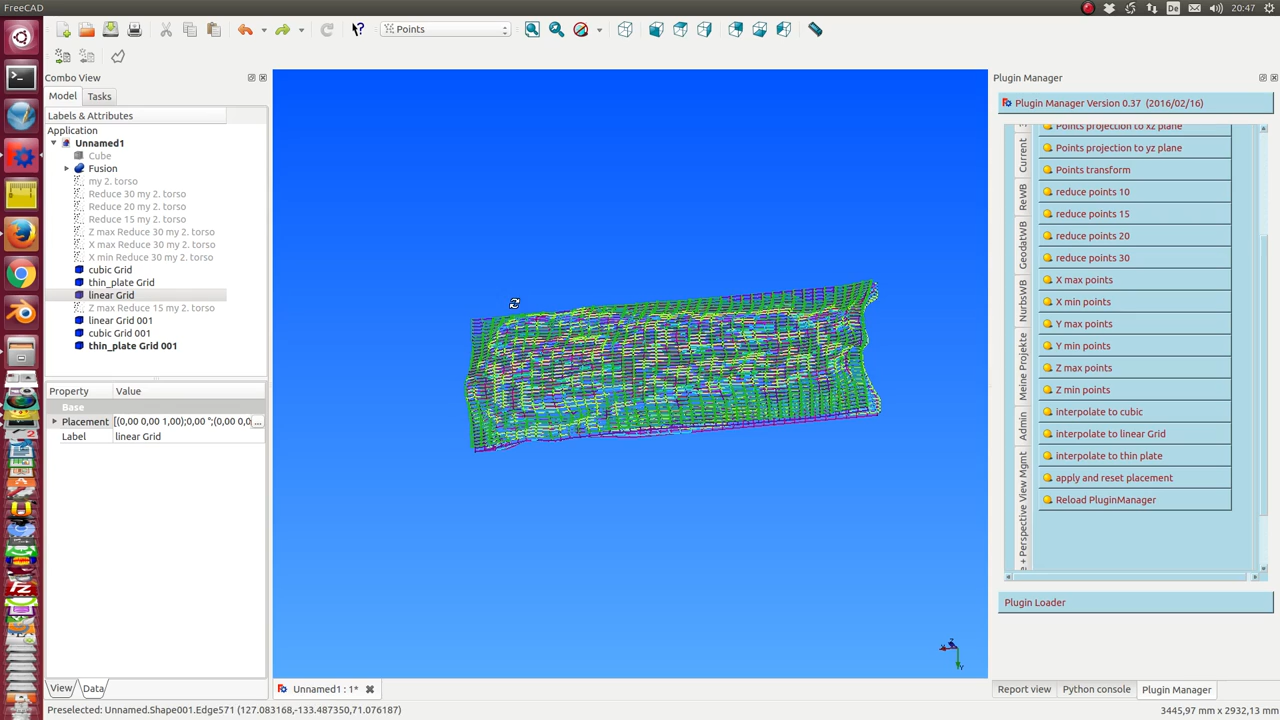 FreeCAD
De
20:47
Points
Combo View
Model
Tasks
Labels & Attributes
Application
Unnamed1
Cube
Fusion
my 2. torso
Reduce 30 my 2. torso
Reduce 20 my 2. torso
Reduce 15 my 2. torso
Z max Reduce 30 my 2. torso
X max Reduce 30 my 2. torso
X min Reduce 30 my 2. torso
cubic Grid
thin_plate Grid
linear Grid
Z max Reduce 15 my 2. torso
linear Grid 001
cubic Grid 001
thin_plate Grid 001
Property
Value
Base
Placement
[(0,00 0,00 1,00);0,00 °;(0,00 0,0
...
Label
linear Grid
View
Data
Unnamed1 : 1*
Plugin Manager
Plugin Manager Version 0.37 (2016/02/16)
Current
ReWB
GeodatWB
NurbsWB
Meine Projekte
Admin
e + Perspective View Mgmt
Points projection to xz plane
Points projection to yz plane
Points transform
reduce points 10
reduce points 15
reduce points 20
reduce points 30
X max points
X min points
Y max points
Y min points
Z max points
Z min points
interpolate to cubic
interpolate to linear Grid
interpolate to thin plate
apply and reset placement
Reload PluginManager
Plugin Loader
Report view
Python console
Plugin Manager
Preselected: Unnamed.Shape001.Edge571 (127.083168,-133.487350,71.076187)
3445,97 mm x 2932,13 mm